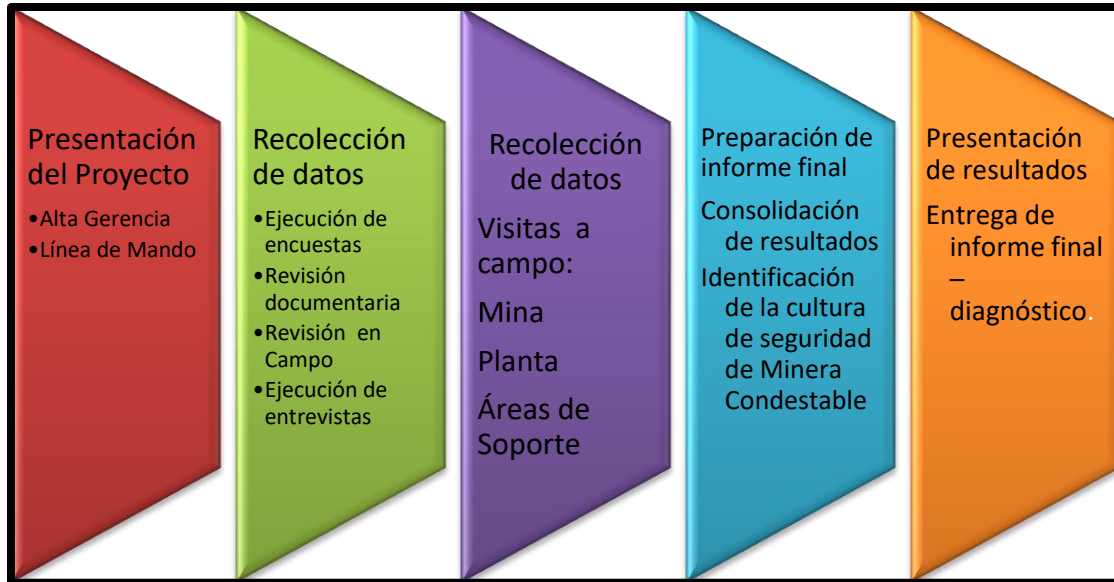 Presentación
del Proyecto
•Alta Gerencia
•Línea de Mando
Recolección
de datos
•Ejecución de
encuestas
•Revisión
documentaria
•Revisión en
Campo
•Ejecución de
entrevistas
Recolección
de datos
Visitas a
campo:
Mina
Planta
Áreas de
Soporte
Preparación de
informe final
Consolidación
de resultados
Identificación
de la cultura
de seguridad
de Minera
Condestable
Presentación
de resultados
Entrega de
informe final
–
diagnóstico.